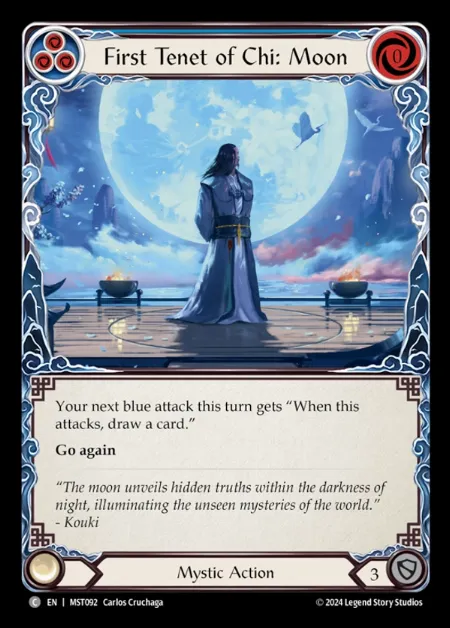 First Tenet of Chi: Moon
0
Your next blue attack this turn gets “When this
attacks, draw a card.”
Go again
“The moon unveils hidden truths within the darkness of
night, illuminating the unseen mysteries of the world.”
- Kouki
Mystic Action
3
C EN | MST092 Carlos Cruchaga
© 2024 Legend Story Studios